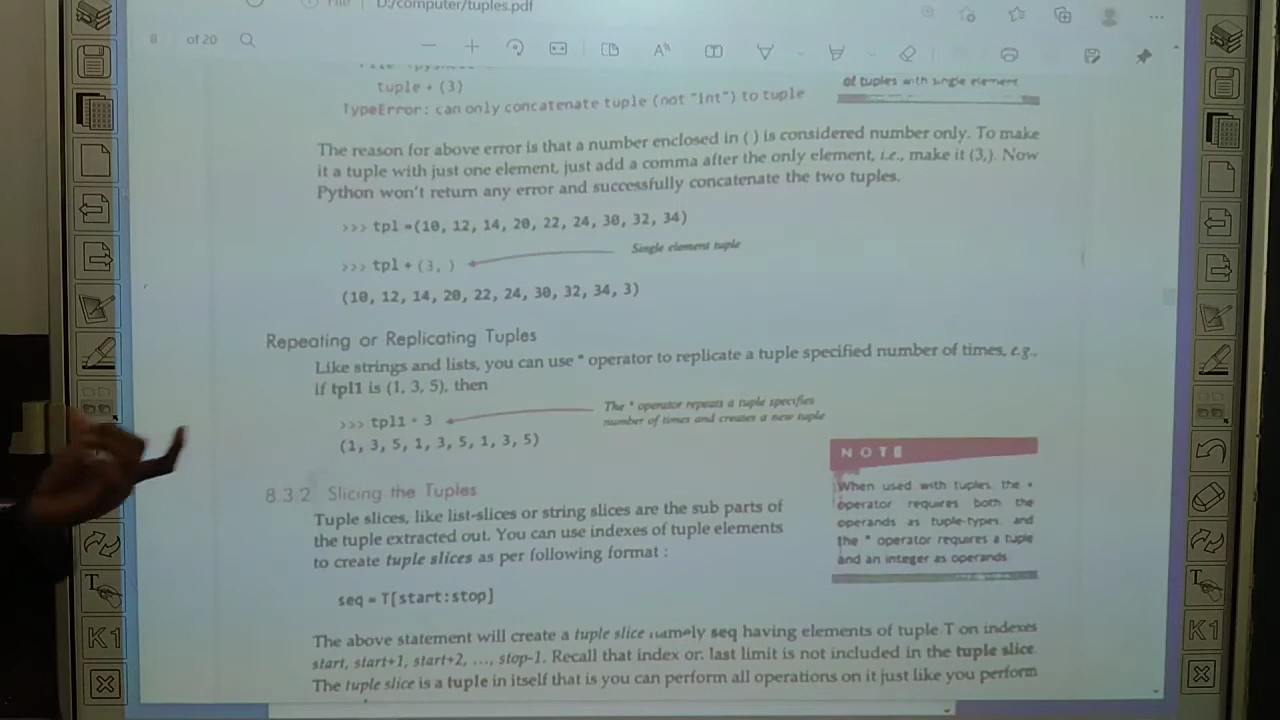 D:/computer/tuples.pdf
8 of 20
tuple + (3)
TypeError: can only concatenate tuple (not "Int") to tuple
of tuples with single element
The reason for above error is that a number enclosed in ( ) is considered number only. To make
it a tuple with just one element, just add a comma after the only element, i.e., make it (3,). Now
Python won't return any error and successfully concatenate the two tuples.
>>> tpl =(10, 12, 14, 20, 22, 24, 30, 32, 34)
Single element tuple
>>> tpl + (3, )
(10, 12, 14, 20, 22, 24, 30, 32, 34, 3)
Repeating or Replicating Tuples
Like strings and lists, you can use * operator to replicate a tuple specified number of times, e.g.,
if tpl1 is (1, 3, 5), then
>>> tpl1 * 3
The * operator repeats a tuple specifies
number of times and creates a new tuple
(1, 3, 5, 1, 3, 5, 1, 3, 5)
NOTE
When used with tuples, the +
operator requires both the
operands as tuple-types, and
the * operator requires a tuple
and an integer as operands.
8.3.2 Slicing the Tuples
Tuple slices, like list-slices or string slices are the sub parts of
the tuple extracted out. You can use indexes of tuple elements
to create tuple slices as per following format :
seq = T[start:stop]
The above statement will create a tuple slice namely seq having elements of tuple T on indexes
start, start+1, start+2, ..., stop-1. Recall that index on last limit is not included in the tuple slice.
The tuple slice is a tuple in itself that is you can perform all operations on it just like you perform
K1
K1